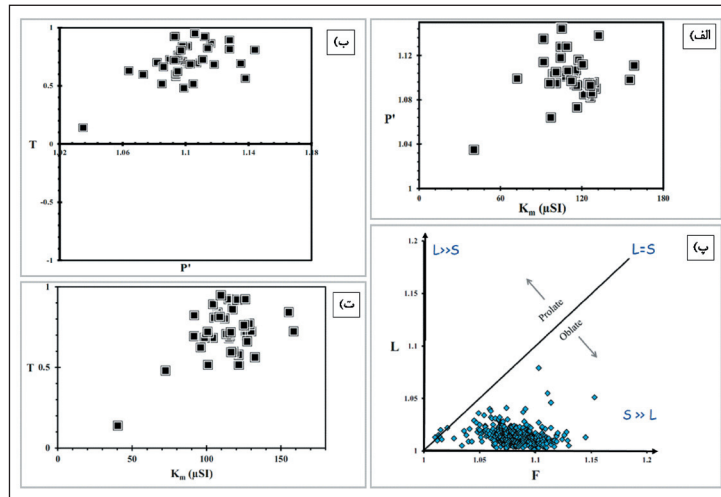 الف)
1.12
1.08
1.04
1
0
60
120
180
P'
K_m (µSI)
ب)
1
0.5
0
-0.5
-1
1.02
1.06
1.1
1.14
1.18
T
P'
پ)
1.2
1.15
1.1
1.05
1
1
1.05
1.1
1.15
1.2
L
F
L>>S
L=S
Prolate
Oblate
S >> L
ت)
1
0.5
0
0
50
100
150
T
K_m (µSI)